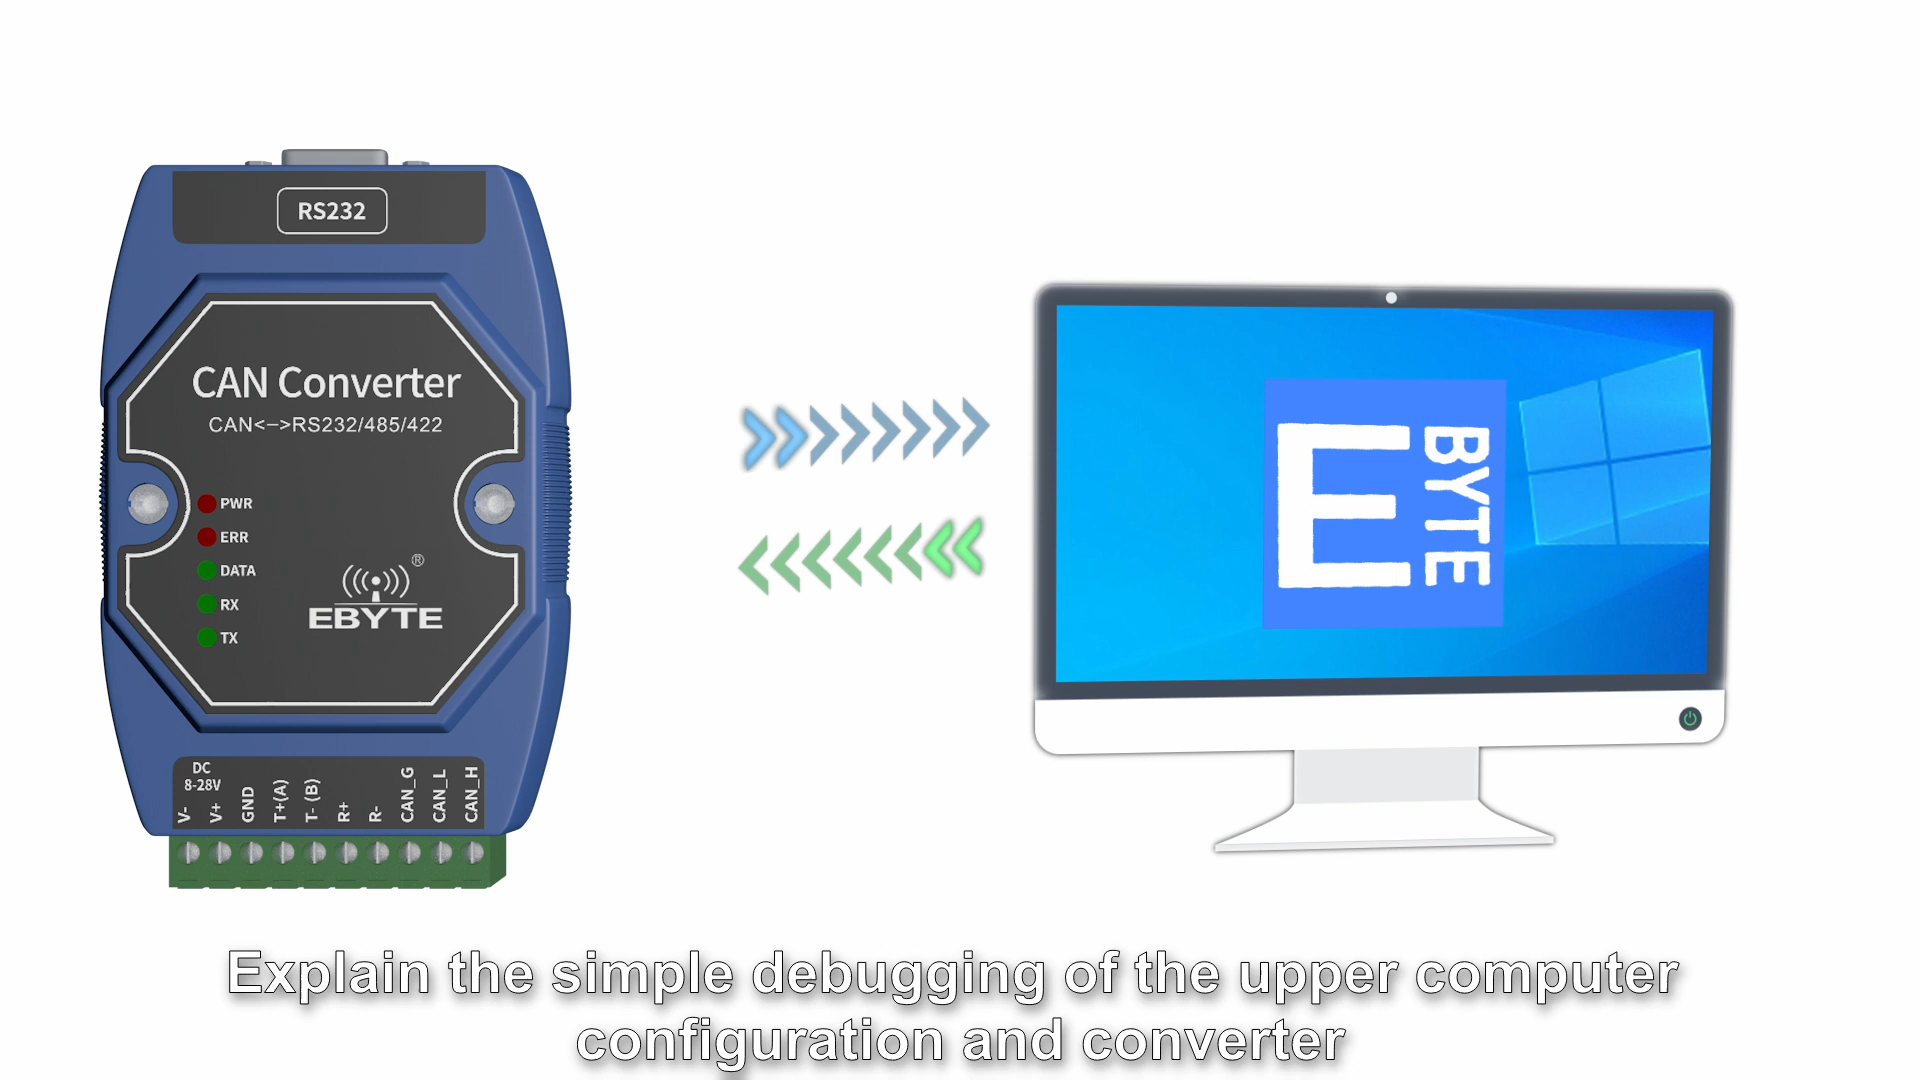 RS232
CAN Converter
CAN<->RS232/485/422
PWR
ERR
DATA
RX
TX
®
EBYTE
DC
8-28V
V-
V+
GND
T+(A)
T-(B)
R+
R-
CAN_G
CAN_L
CAN_H
E
BYTE
Explain the simple debugging of the upper computer
configuration and converter